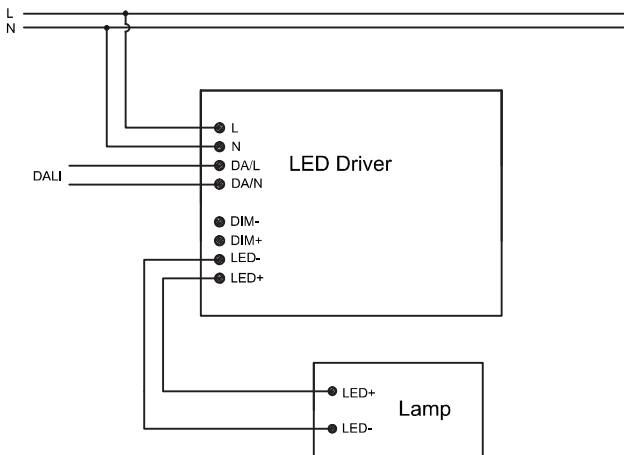 L
N
L
N
DA/L
DA/N
LED Driver
DALI
DIM-
DIM+
LED-
LED+
LED+
LED-
Lamp